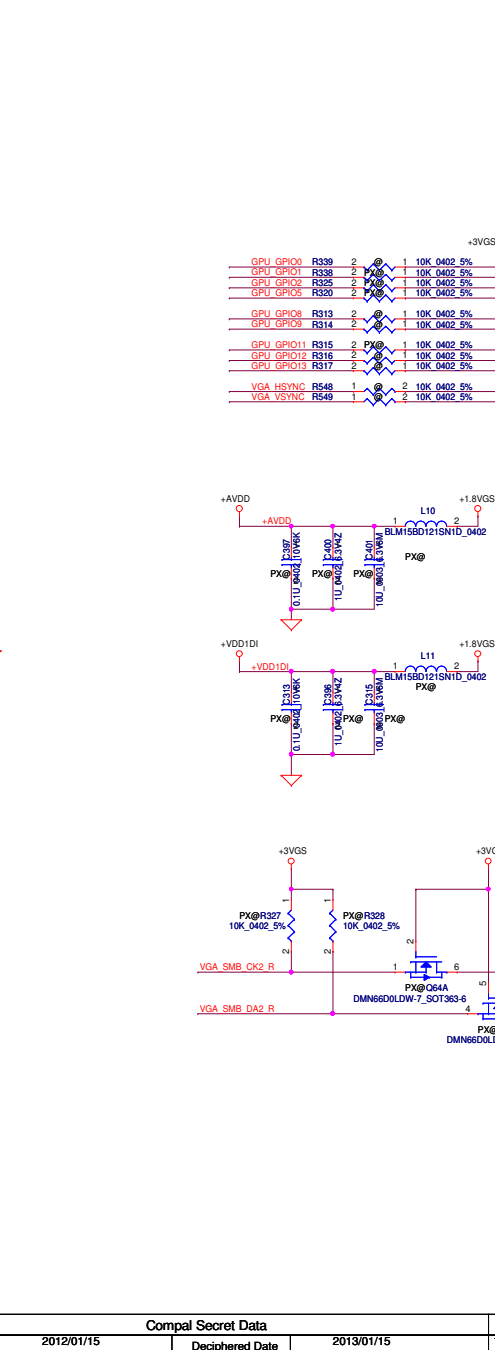 +3VGS
GPU_GPIO0 R339 2 @ 1 10K_0402_5%
GPU_GPIO1 R338 2 PX@ 1 10K_0402_5%
GPU_GPIO2 R325 2 PX@ 1 10K_0402_5%
GPU_GPIO5 R320 2 PX@ 1 10K_0402_5%
GPU_GPIO8 R313 2 @ 1 10K_0402_5%
GPU_GPIO9 R314 2 @ 1 10K_0402_5%
GPU_GPIO11 R315 2 PX@ 1 10K_0402_5%
GPU_GPIO12 R316 2 @ 1 10K_0402_5%
GPU_GPIO13 R317 2 @ 1 10K_0402_5%
VGA_HSYNC R548 1 @ 2 10K_0402_5%
VGA_VSYNC R549 1 @ 2 10K_0402_5%
+AVDD +1.8VGS
L10
+AVDD 1 2
BLM15BD121SN1D_0402
PX@
C397 C400 C401
PX@ PX@ PX@
0.1U_0402_10V6K 1U_0402_6.3V4Z 10U_0603_6.3V6M
+VDD1DI +1.8VGS
L11
+VDD1DI 1 2
BLM15BD121SN1D_0402
PX@
C313 C396 C315
PX@ PX@ PX@
0.1U_0402_10V6K 1U_0402_6.3V4Z 10U_0603_6.3V6M
+3VGS
1 1
PX@R327 PX@R328
10K_0402_5% 10K_0402_5%
2 2 2
VGA_SMB_CK2_R 1 6
PX@Q64A
5
DMN66D0LDW-7_SOT363-6
VGA_SMB_DA2_R 4
Compal Secret Data
2012/01/15 Deciphered Date 2013/01/15